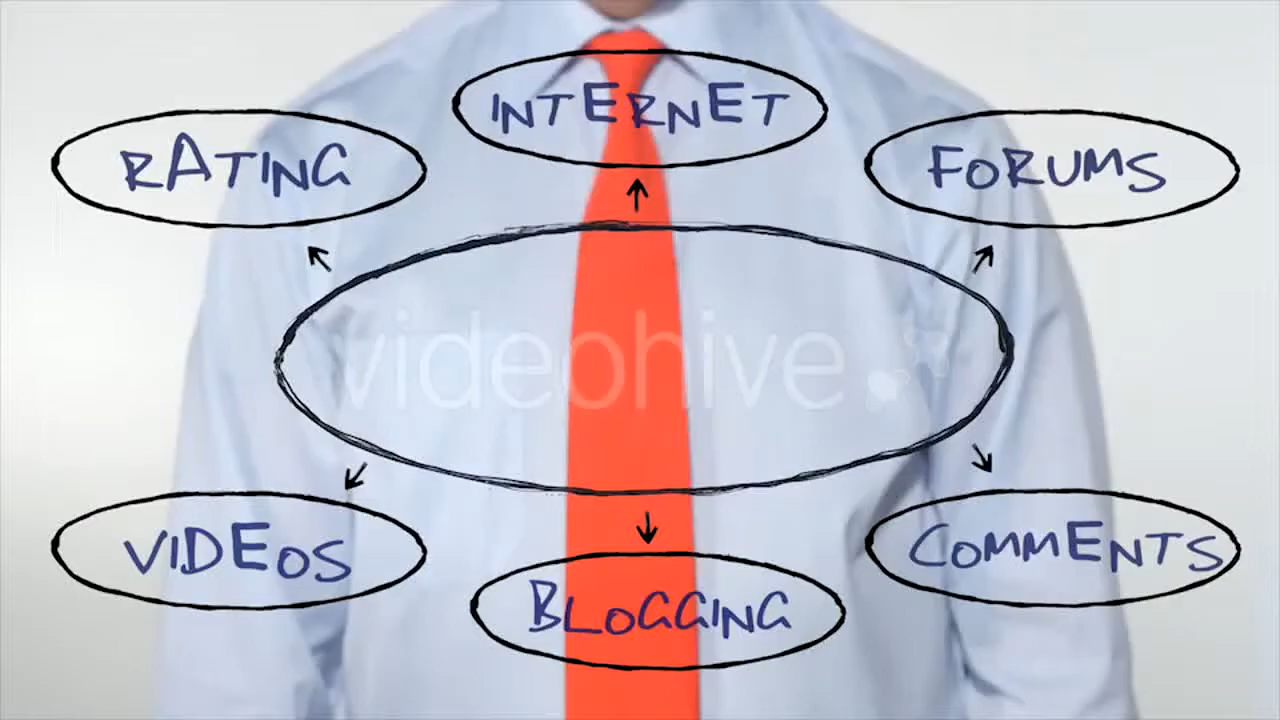 INTERNET
RATING
FORUMS
videohive
VIDEOS
COMMENTS
BLOGGING